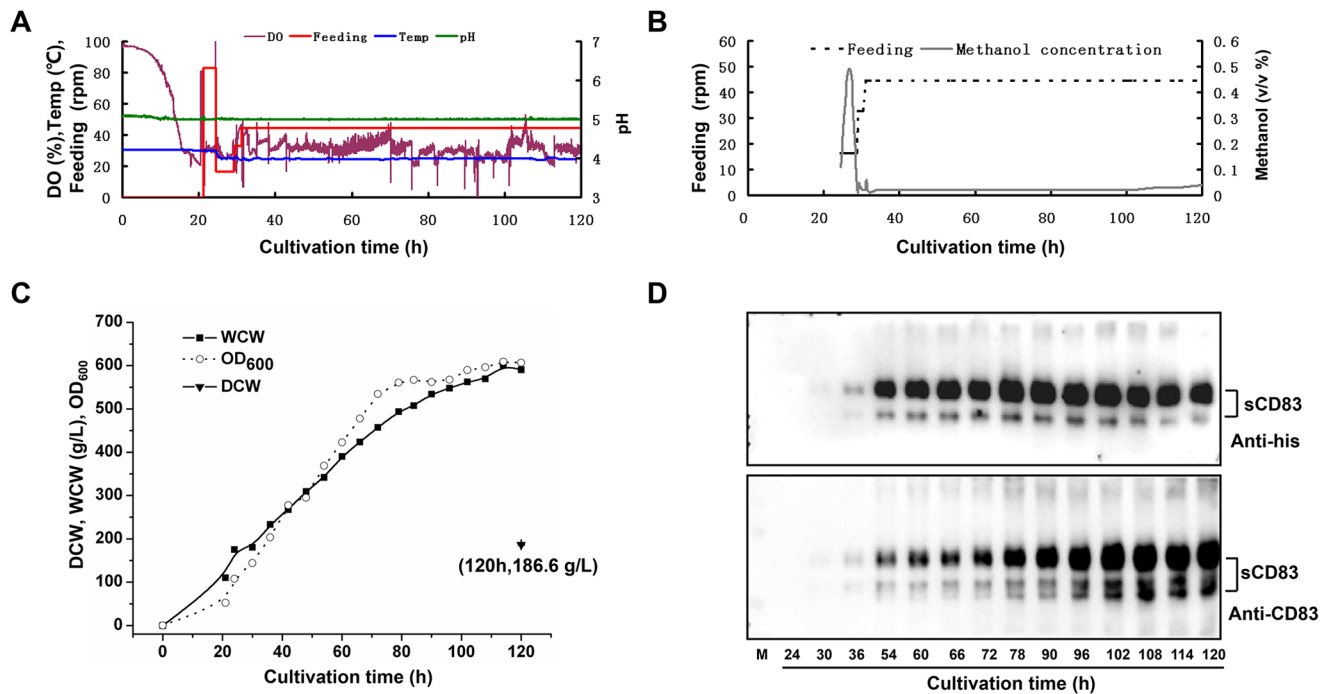 A
DO (%),Temp (℃),
Feeding (rpm)
DO Feeding Temp pH
100
80
60
40
20
0
7
6
5
4
3
pH
0 20 40 60 80 100 120
Cultivation time (h)
B
Feeding (rpm)
Feeding Methanol concentration
60
50
40
30
20
10
0
0.6
0.5
0.4
0.3
0.2
0.1
0
Methanol (v/v %)
0 20 40 60 80 100 120
Cultivation time (h)
C
DCW, WCW (g/L), OD600
700
600
500
400
300
200
100
0
WCW
OD600
DCW
(120h,186.6 g/L)
0 20 40 60 80 100 120 140
Cultivation time (h)
D
sCD83
Anti-his
sCD83
Anti-CD83
M 24 30 36 54 60 66 72 78 90 96 102 108 114 120
Cultivation time (h)